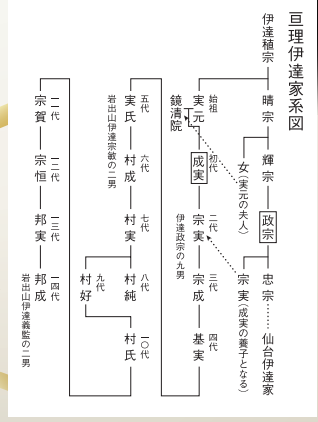 亘理伊達家系図
伊達稙宗
晴宗
輝宗
政宗
忠宗
仙台伊達家
女(実元の夫人)
宗実(成実の養子となる)
始祖
実元
鏡清院
初代
成実
二代
宗実
伊達政宗の九男
三代
宗成
四代
基実
五代
実氏
岩出山伊達宗敏の二男
六代
村成
七代
村実
八代
村純
九代
村好
一〇代
村氏
一一代
宗賀
一二代
宗恒
一三代
邦実
一四代
邦成
岩出山伊達義監の二男